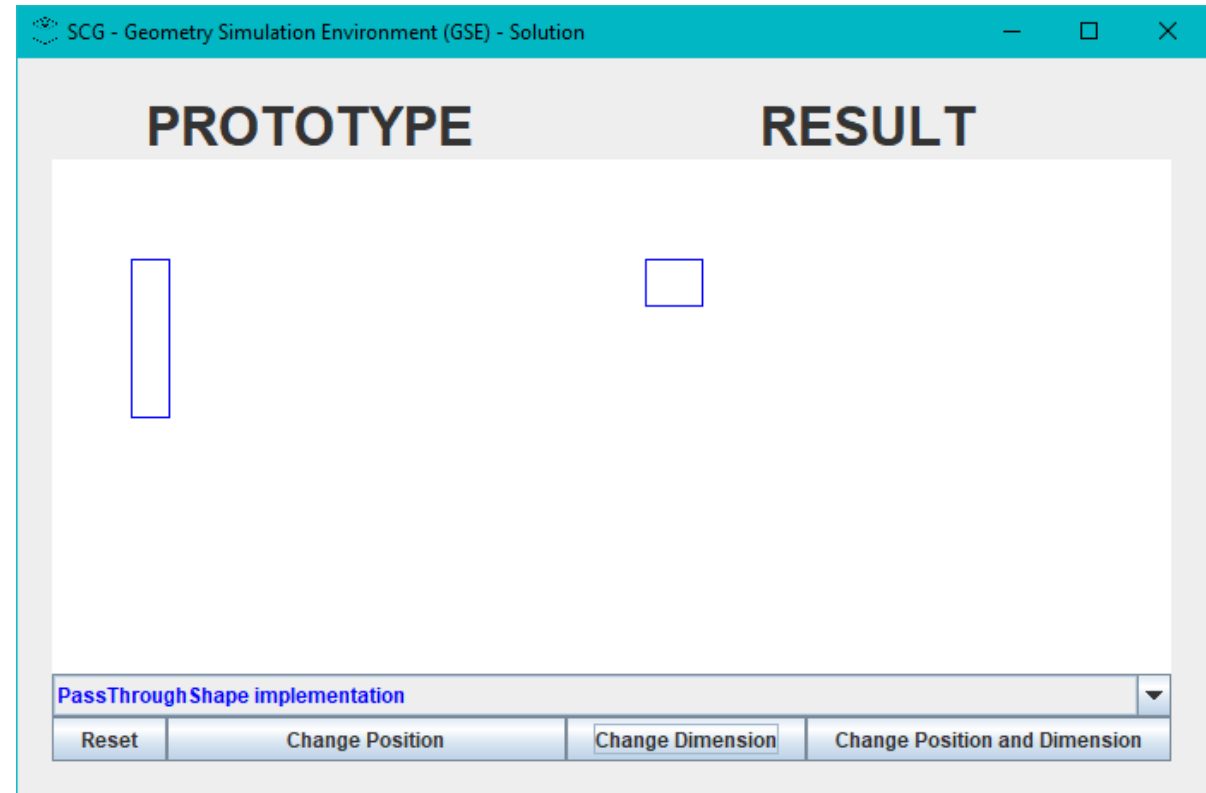 SCG - Geometry Simulation Environment (GSE) - Solution
PROTOTYPE RESULT
PassThroughShape implementation
Reset Change Position Change Dimension Change Position and Dimension